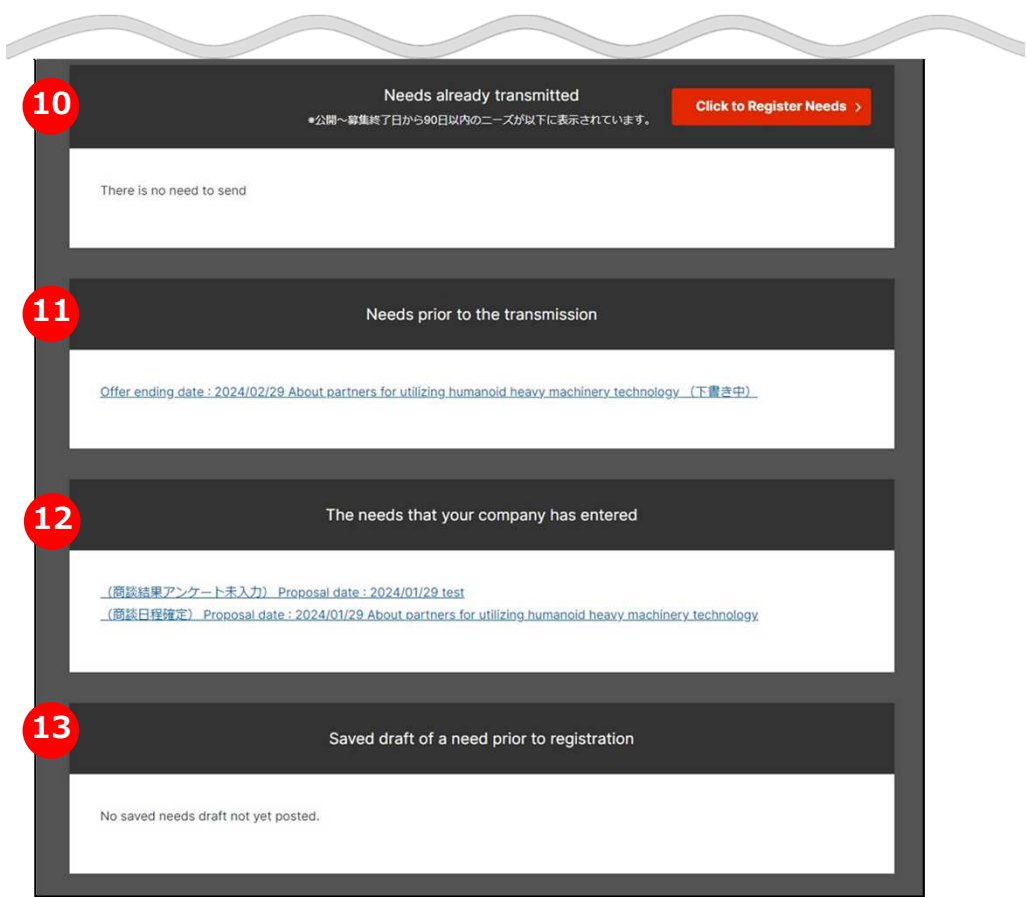 10
Needs already transmitted
Click to Register Needs >
※公開～募集終了日から90日以内のニーズが以下に表示されています。
There is no need to send
11
Needs prior to the transmission
Offer ending date : 2024/02/29 About partners for utilizing humanoid heavy machinery technology （下書き中）
12
The needs that your company has entered
（商談結果アンケート未入力） Proposal date : 2024/01/29 test
（商談日程確定） Proposal date : 2024/01/29 About partners for utilizing humanoid heavy machinery technology
13
Saved draft of a need prior to registration
No saved needs draft not yet posted.